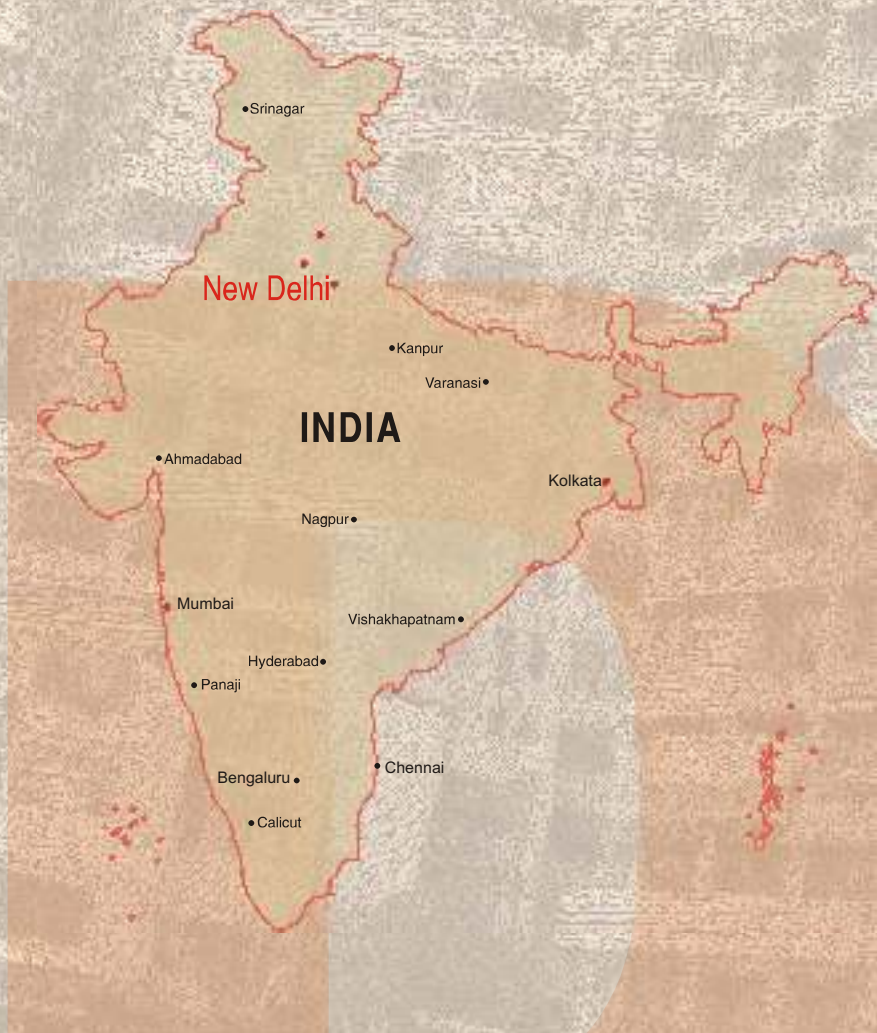 Srinagar
New Delhi
Kanpur
Varanasi
INDIA
Ahmadabad
Kolkata
Nagpur
Mumbai
Vishakhapatnam
Hyderabad
Panaji
Chennai
Bengaluru
Calicut